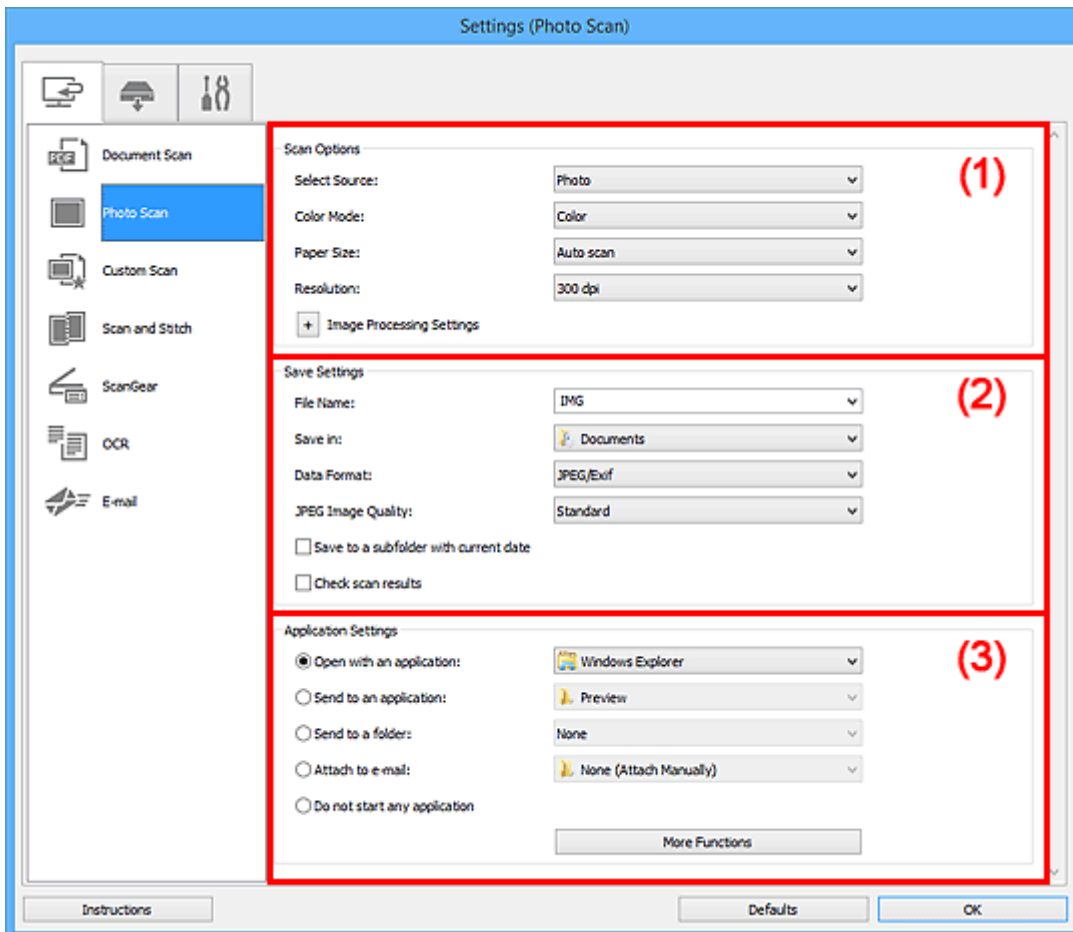 Settings (Photo Scan)
Document Scan
Photo Scan
Custom Scan
Scan and Stitch
ScanGear
OCR
E-mail
Scan Options
(1)
Select Source: Photo
Color Mode: Color
Paper Size: Auto scan
Resolution: 300 dpi
+ Image Processing Settings
Save Settings
(2)
File Name: IMG
Save in: Documents
Data Format: JPEG/Exif
JPEG Image Quality: Standard
Save to a subfolder with current date
Check scan results
Application Settings
(3)
Open with an application: Windows Explorer
Send to an application: Preview
Send to a folder: None
Attach to e-mail: None (Attach Manually)
Do not start any application
More Functions
Instructions Defaults OK